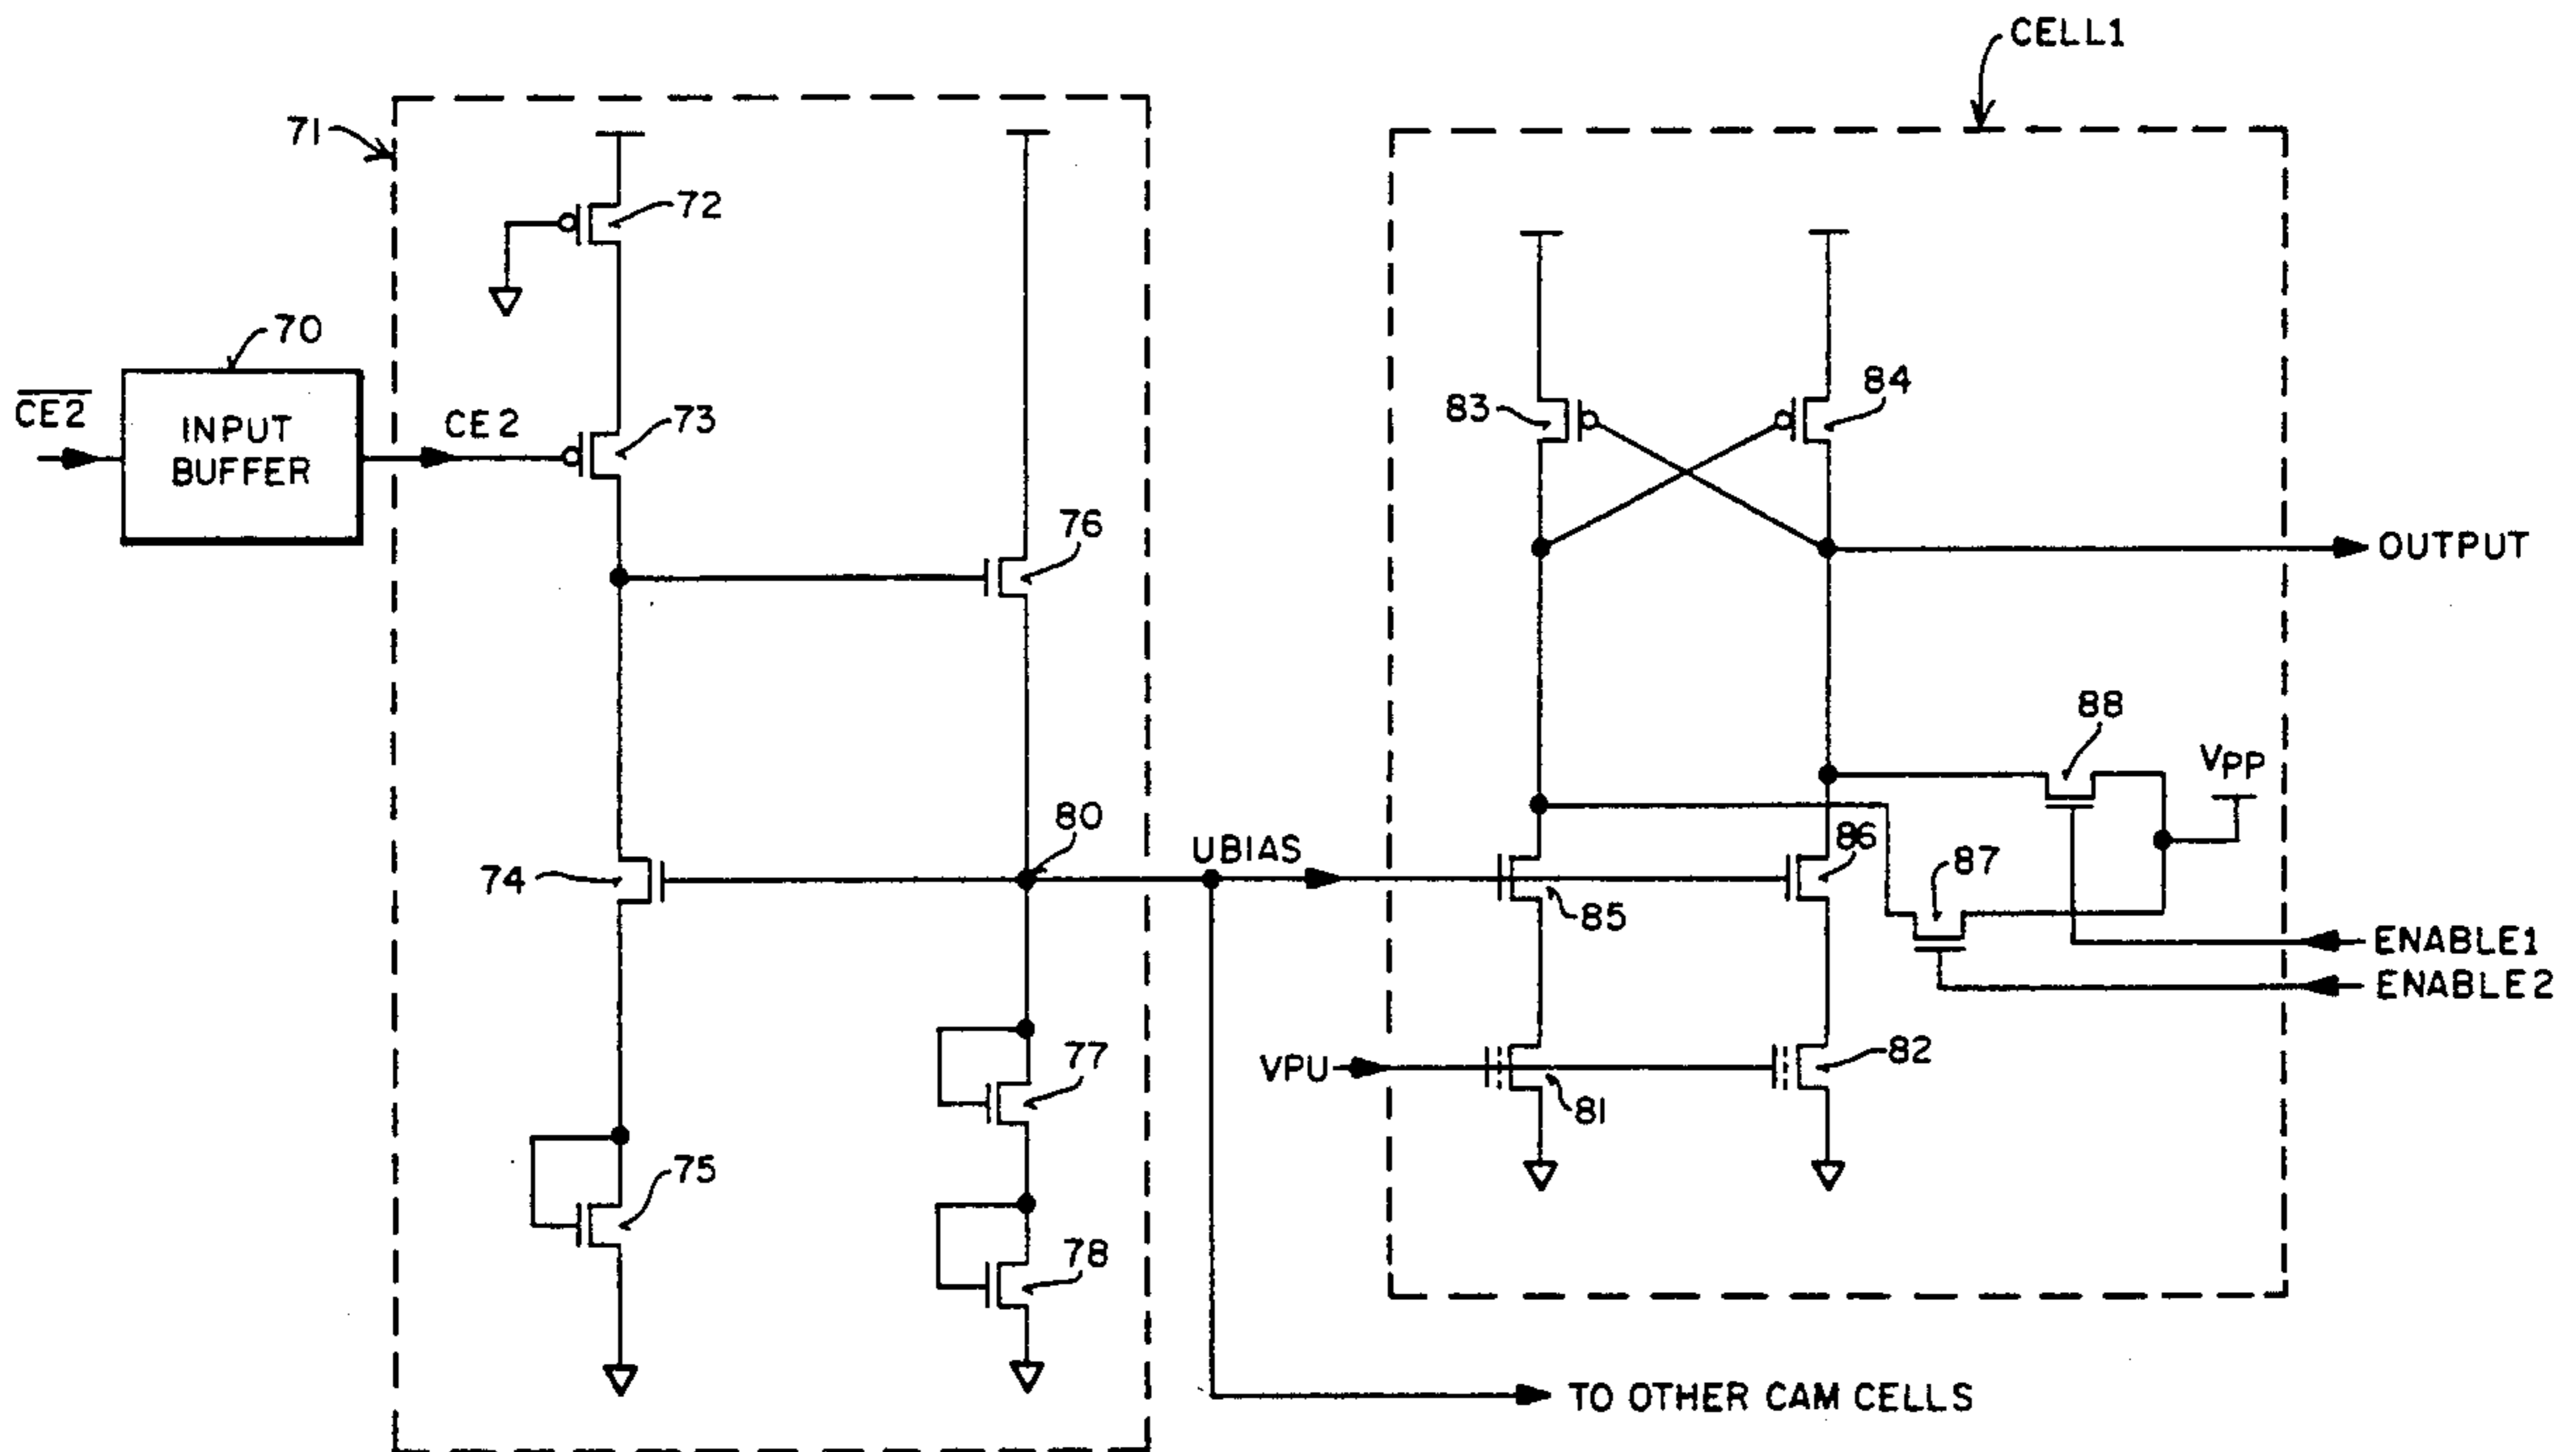 CELL1
71
72
70
CE2
INPUT
BUFFER
CE2
73
76
83
84
OUTPUT
88
VPP
80
UBIAS
74
85
86
87
ENABLE1
ENABLE2
75
77
VPU
81
82
78
TO OTHER CAM CELLS